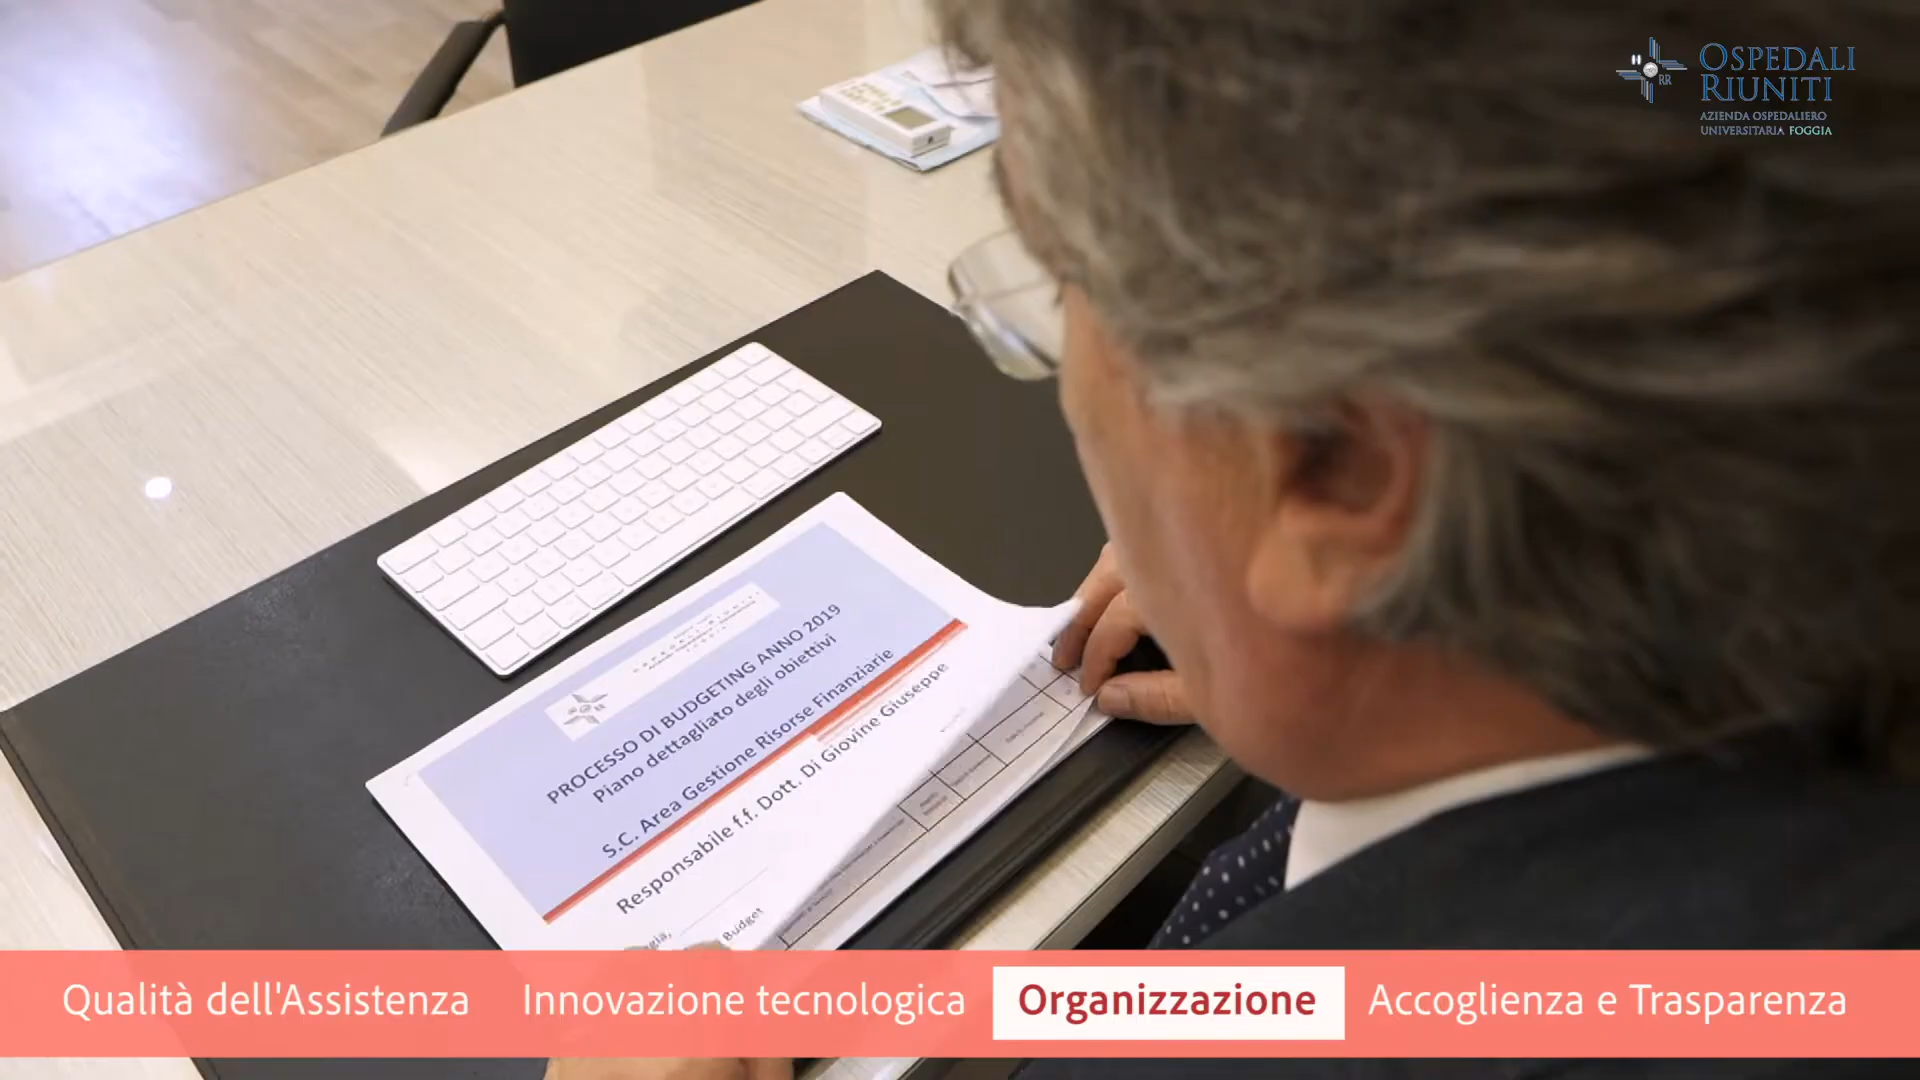 OSPEDALI
RIUNITI
AZIENDA OSPEDALIERO
UNIVERSITARIA FOGGIA
RR
PROCESSO DI BUDGETING ANNO 2019
Piano dettagliato degli obiettivi
S.C. Area Gestione Risorse Finanziarie
Responsabile f.f. Dott. Di Giovine Giuseppe
Budget
Qualità dell'Assistenza
Innovazione tecnologica
Organizzazione
Accoglienza e Trasparenza